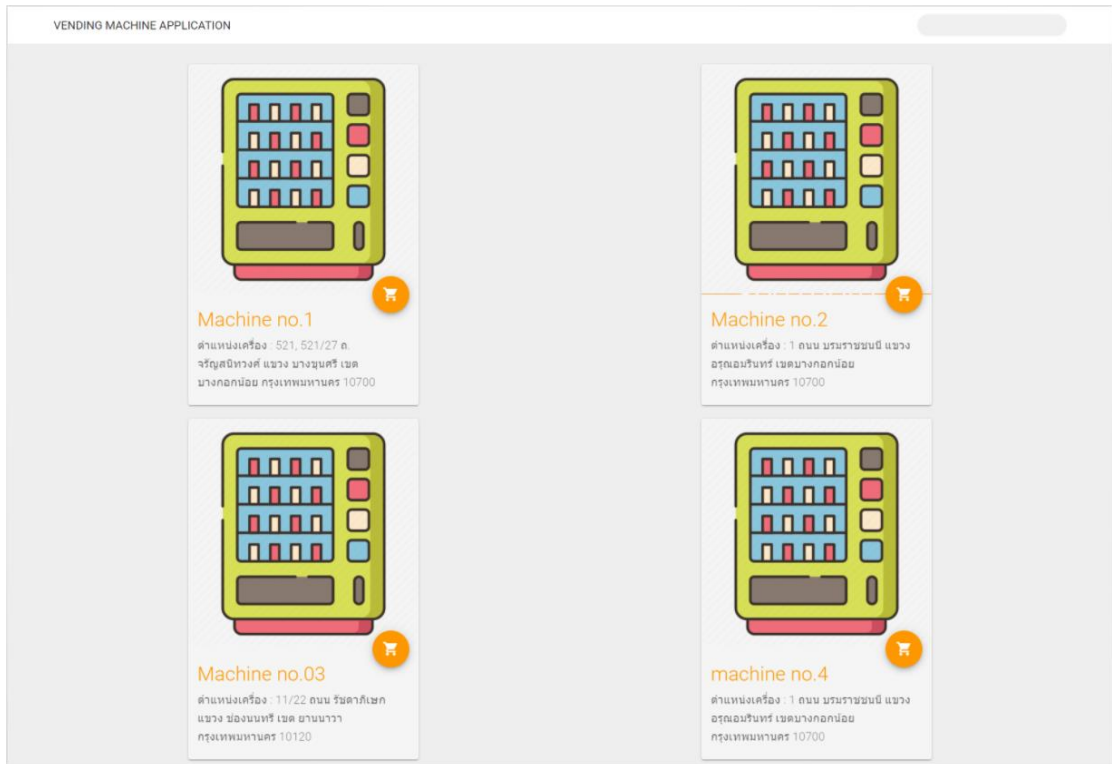 VENDING MACHINE APPLICATION
Machine no.1
ตำแหน่งเครื่อง : 521, 521/27 ถ.
จรัญสนิทวงศ์ แขวง บางขุนศรี เขต
บางกอกน้อย กรุงเทพมหานคร 10700
Machine no.2
ตำแหน่งเครื่อง : 1 ถนน บรมราชชนนี แขวง
อรุณอมรินทร์ เขตบางกอกน้อย
กรุงเทพมหานคร 10700
Machine no.03
ตำแหน่งเครื่อง : 11/22 ถนน รัชดาภิเษก
แขวง ช่องนนทรี เขต ยานนาวา
กรุงเทพมหานคร 10120
machine no.4
ตำแหน่งเครื่อง : 1 ถนน บรมราชชนนี แขวง
อรุณอมรินทร์ เขตบางกอกน้อย
กรุงเทพมหานคร 10700